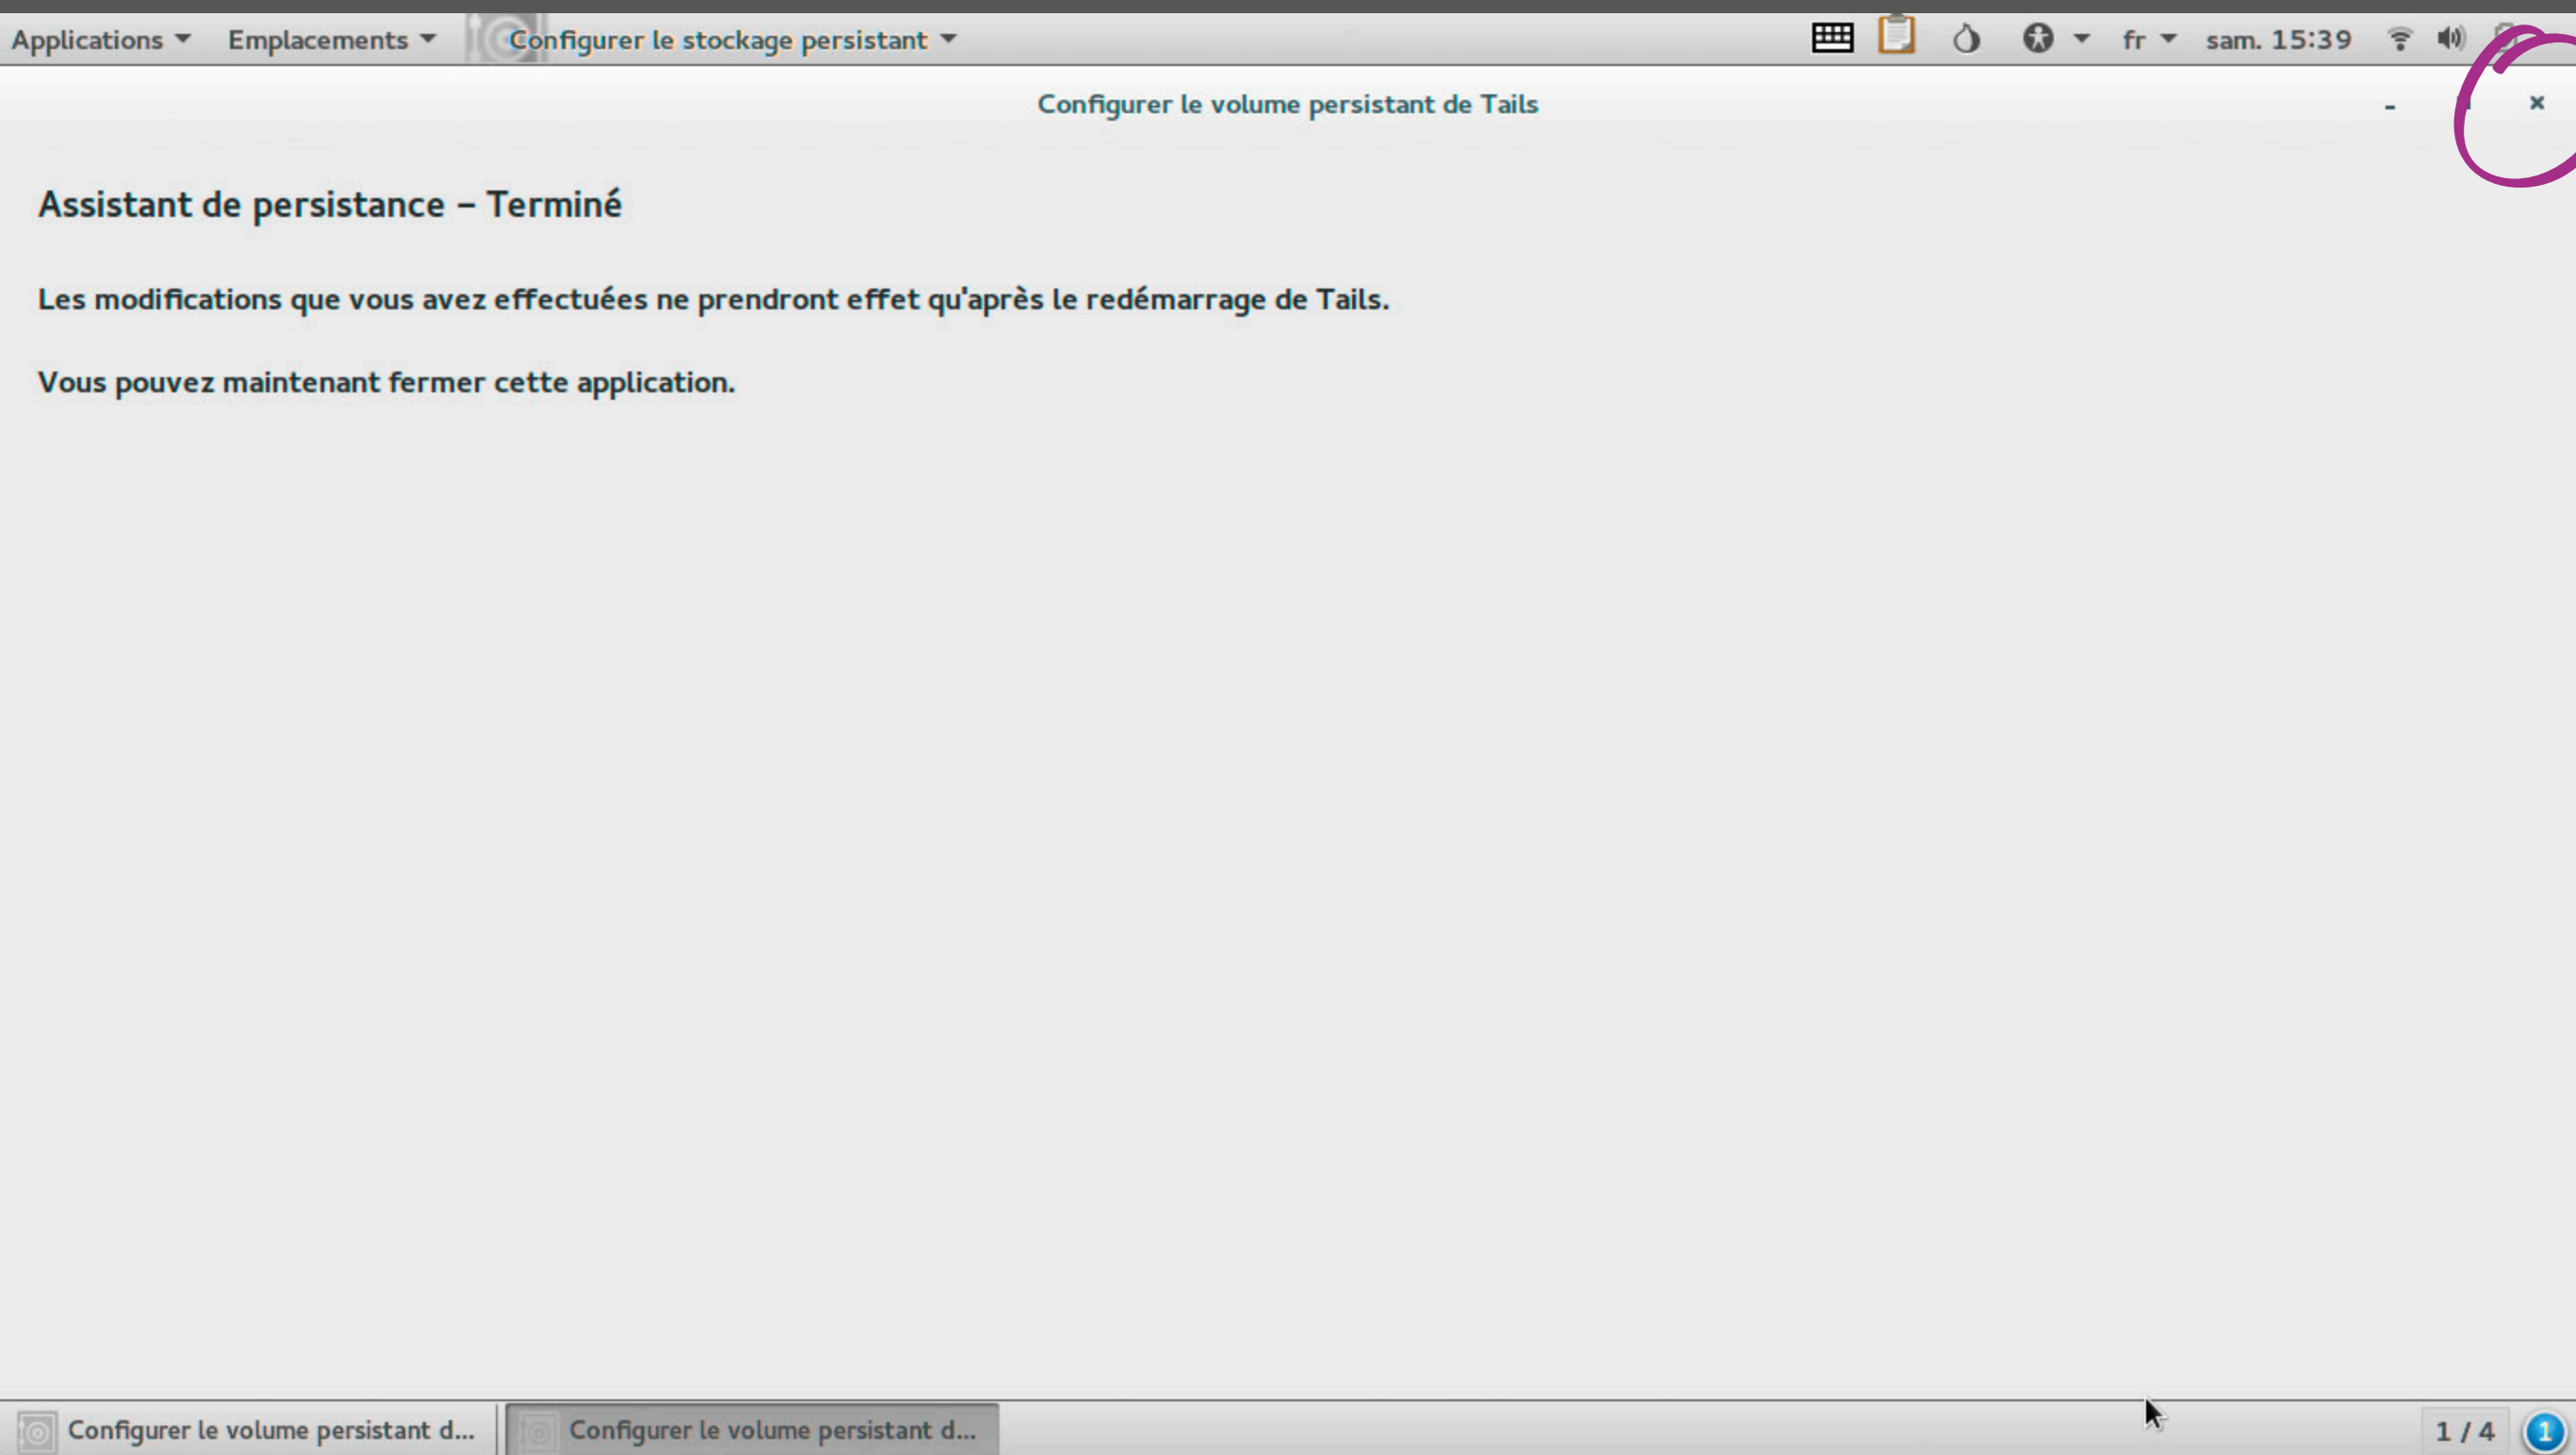 Applications Emplacements Configurer le stockage persistant fr sam. 15:39
Configurer le volume persistant de Tails
Assistant de persistance – Terminé
Les modifications que vous avez effectuées ne prendront effet qu'après le redémarrage de Tails.
Vous pouvez maintenant fermer cette application.
Configurer le volume persistant d... Configurer le volume persistant d... 1 / 4 1